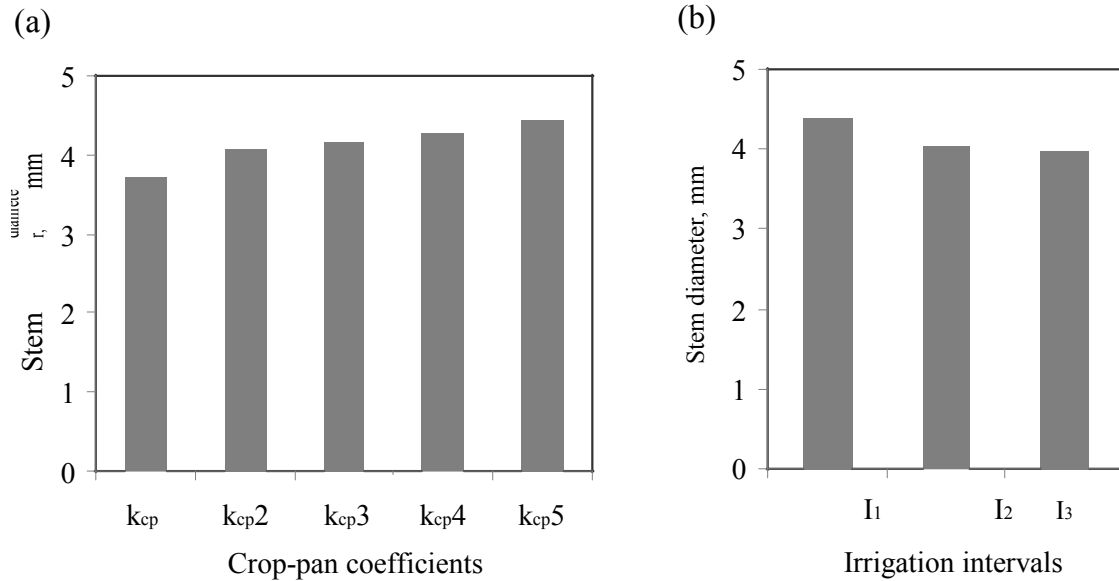 (a)
5
4
3
2
1
0
Stem diamete r, mm
kcp kcp2 kcp3 kcp4 kcp5
Crop-pan coefficients
(b)
5
4
3
2
1
0
Stem diameter, mm
I1 I2 I3
Irrigation intervals